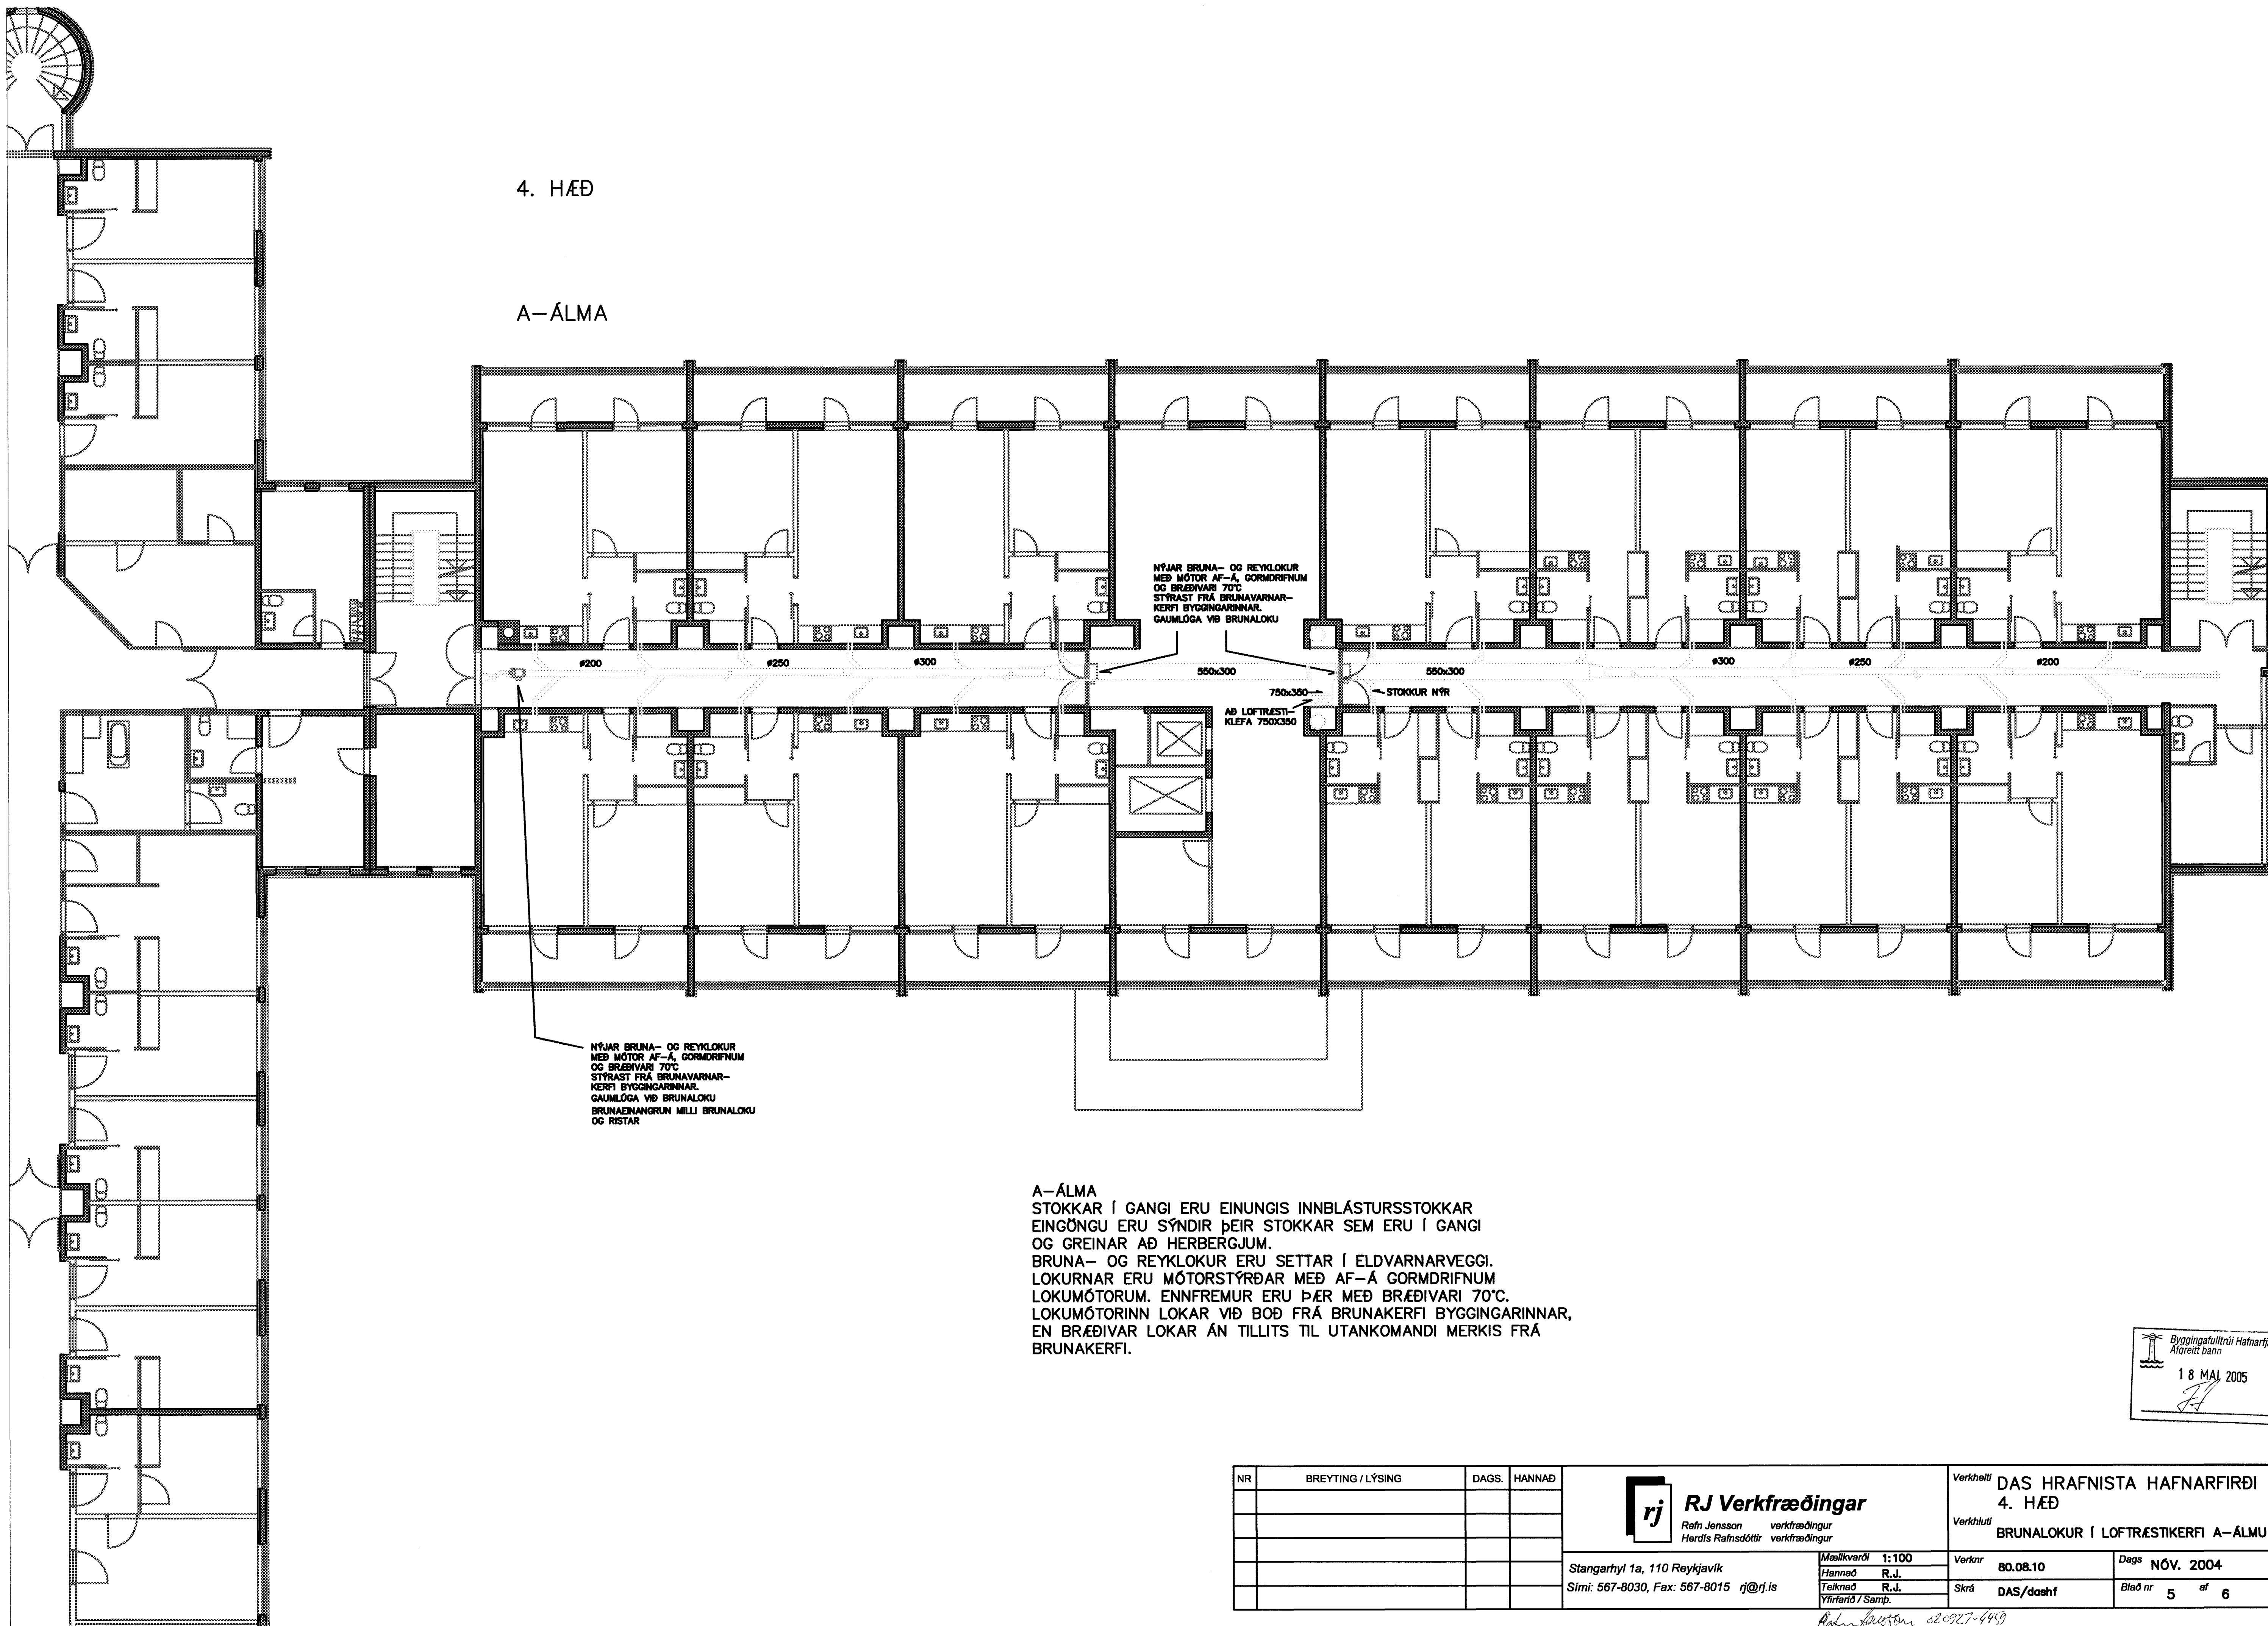 4. HÆÐ
A-ÁLMA
NÝJAR BRUNA- OG REYKLOKUR
MEÐ MÓTOR AF-Á, GORMDRIFNUM
OG BRÆÐIVARI 70°C
STÝRAST FRÁ BRUNAVARNAR-
KERFI BYGGINGARINNAR.
GAUMLÚGA VIÐ BRUNALOKU
ø200
ø250
ø300
550x300
550x300
ø300
ø250
ø200
750x350
STOKKUR NÝR
AÐ LOFTRÆSTI-
KLEFA 750X350
NÝJAR BRUNA- OG REYKLOKUR
MEÐ MÓTOR AF-Á, GORMDRIFNUM
OG BRÆÐIVARI 70°C
STÝRAST FRÁ BRUNAVARNAR-
KERFI BYGGINGARINNAR.
GAUMLÚGA VIÐ BRUNALOKU
BRUNAEINANGRUN MILLI BRUNALOKU
OG RISTAR
A-ÁLMA
STOKKAR Í GANGI ERU EINUNGIS INNBLÁSTURSSTOKKAR
EINGÖNGU ERU SÝNDIR ÞEIR STOKKAR SEM ERU Í GANGI
OG GREINAR AÐ HERBERGJUM.
BRUNA- OG REYKLOKUR ERU SETTAR Í ELDVARNARVEGGI.
LOKURNAR ERU MÓTORSTÝRÐAR MEÐ AF-Á GORMDRIFNUM
LOKUMÓTORUM. ENNFREMUR ERU ÞÆR MEÐ BRÆÐIVARI 70°C.
LOKUMÓTORINN LOKAR VIÐ BOÐ FRÁ BRUNAKERFI BYGGINGARINNAR,
EN BRÆÐIVAR LOKAR ÁN TILLITS TIL UTANKOMANDI MERKIS FRÁ
BRUNAKERFI.
Byggingafulltrúi Hafnarfj
Afgreitt þann
18 MAI. 2005
NR BREYTING / LÝSING DAGS. HANNAÐ
rj
RJ Verkfræðingar
Rafn Jensson verkfræðingur
Herdís Rafnsdóttir verkfræðingur
Stangarhyl 1a, 110 Reykjavík
Sími: 567-8030, Fax: 567-8015 rj@rj.is
Mælikvarði 1:100
Hannað R.J.
Teiknað R.J.
Yfirfarið / Samþ.
Verkheiti DAS HRAFNISTA HAFNARFIRÐI
4. HÆÐ
Verkhluti
BRUNALOKUR Í LOFTRÆSTIKERFI A-ÁLMU
Verknr 80.08.10
Dags NÓV. 2004
Skrá DAS/dashf
Blað nr 5 af 6